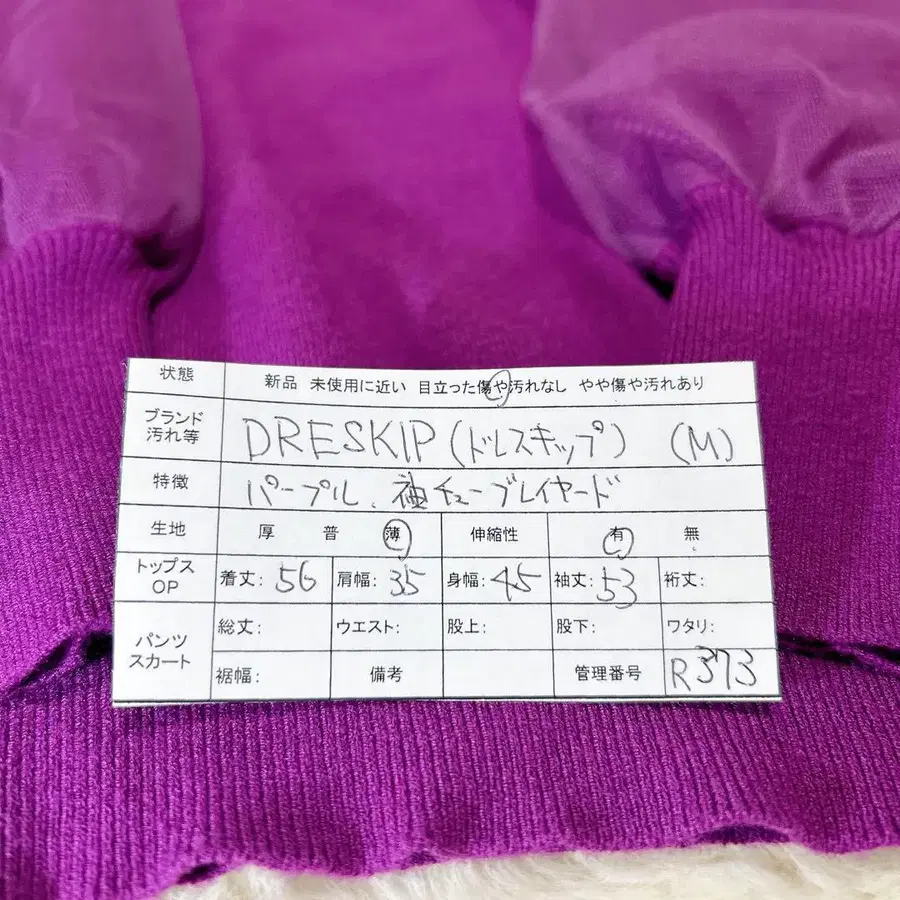 状態 新品 未使用に近い 目立った傷や汚れなし やや傷や汚れあり
ブランド
汚れ等 DRESKIP (ドレスキップ) (M)
特徴 パープル、袖チューブレイヤード
生地 厚 普 薄 伸縮性 有 無
トップス
OP 着丈: 56 肩幅: 35 身幅: 45 袖丈: 53 裄丈:
パンツ
スカート 総丈: ウエスト: 股上: 股下: ワタリ:
裾幅: 備考 管理番号 R373